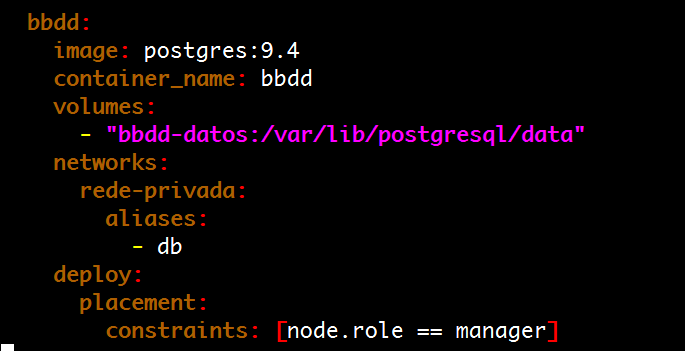 bbdd:
image: postgres:9.4
container_name: bbdd
volumes:
- "bbdd-datos:/var/lib/postgresql/data"
networks:
rede-privada:
aliases:
- db
deploy:
placement:
constraints: [node.role == manager]